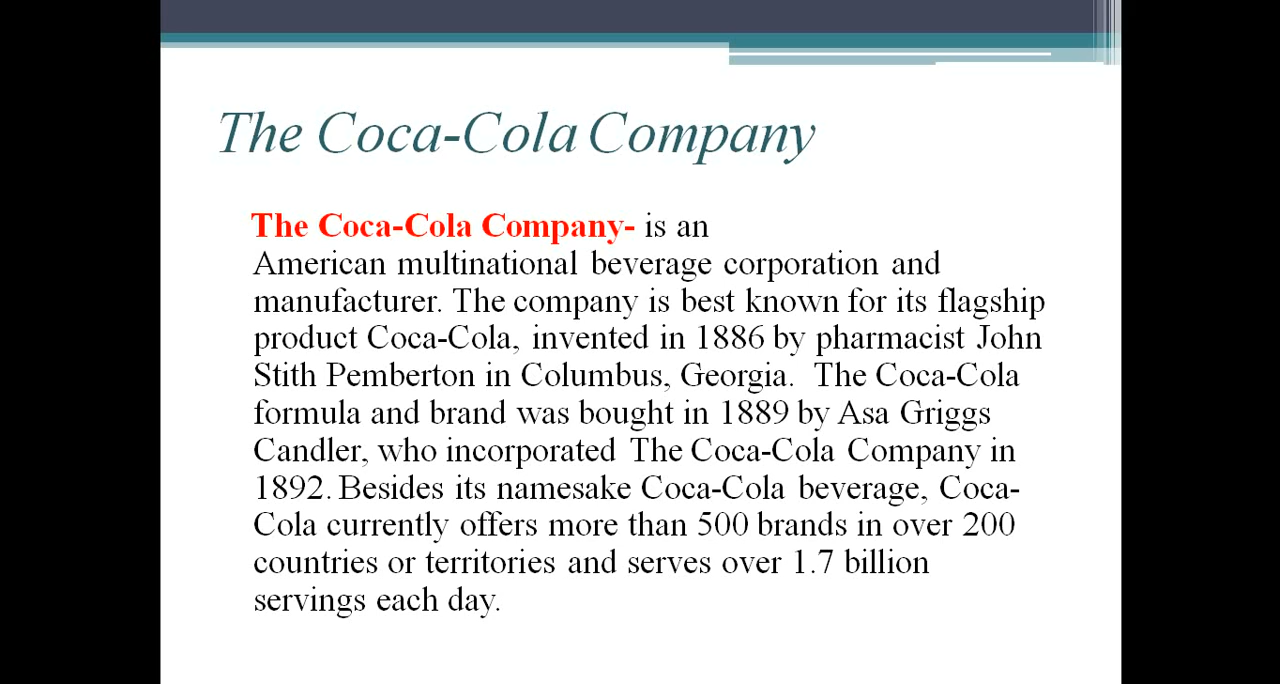 The Coca-Cola Company
The Coca-Cola Company- is an
American multinational beverage corporation and
manufacturer. The company is best known for its flagship
product Coca-Cola, invented in 1886 by pharmacist John
Stith Pemberton in Columbus, Georgia.  The Coca-Cola
formula and brand was bought in 1889 by Asa Griggs
Candler, who incorporated The Coca-Cola Company in
1892. Besides its namesake Coca-Cola beverage, Coca-
Cola currently offers more than 500 brands in over 200
countries or territories and serves over 1.7 billion
servings each day.